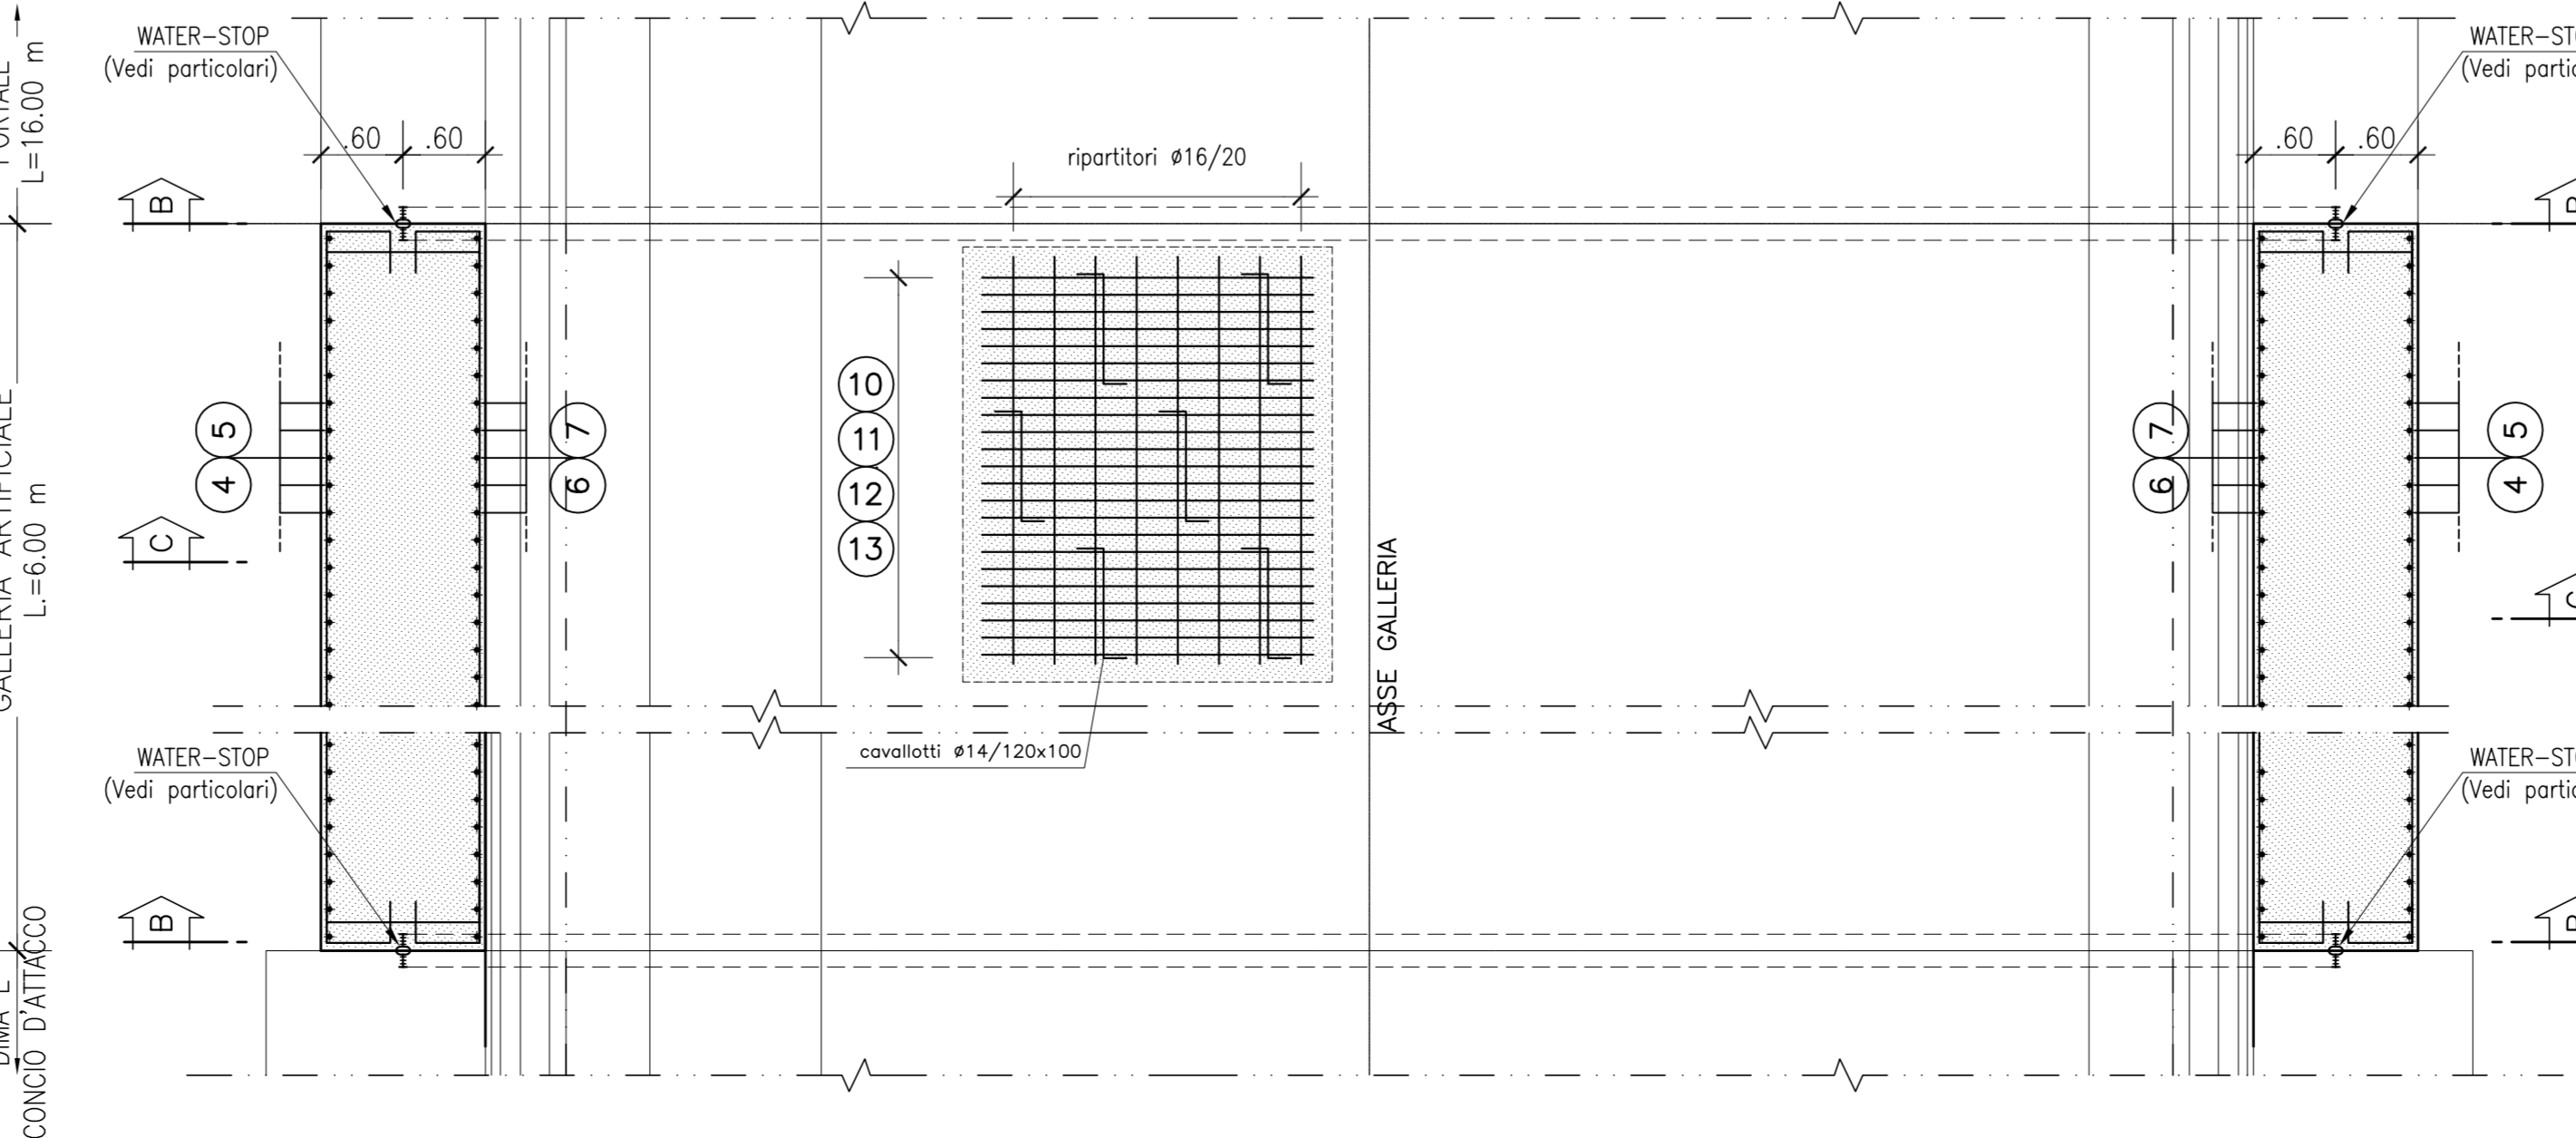 PORTALE
L=16.00 m
GALLERIA ARTIFICIALE
L.=6.00 m
DIMA E
CONCIO D'ATTACCO
WATER-STOP
(Vedi particolari)
.60 .60
B
5
4
7
6
C
WATER-STOP
(Vedi particolari)
B
ripartitori ø16/20
10
11
12
13
cavallotti ø14/120x100
ASSE GALLERIA
.60 .60
7
6
5
4